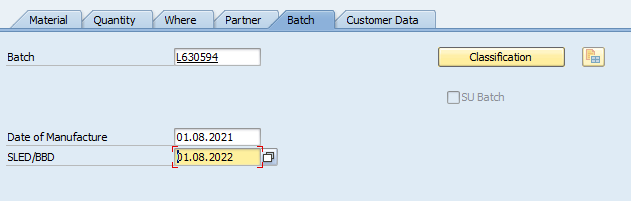 Material Quantity Where Partner Batch Customer Data
Batch L630594 Classification
SU Batch
Date of Manufacture 01.08.2021
SLED/BBD 01.08.2022